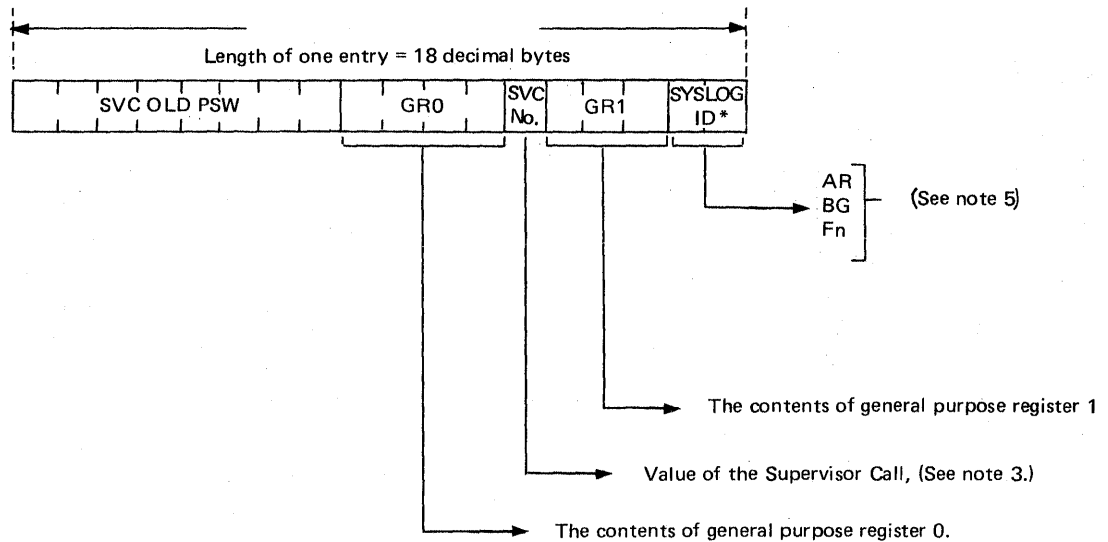 Length of one entry = 18 decimal bytes
SVC OLD PSW
GR0
SVC
No.
GR1
SYSLOG
ID*
AR
BG
Fn
(See note 5)
The contents of general purpose register 1
Value of the Supervisor Call, (See note 3.)
The contents of general purpose register 0.